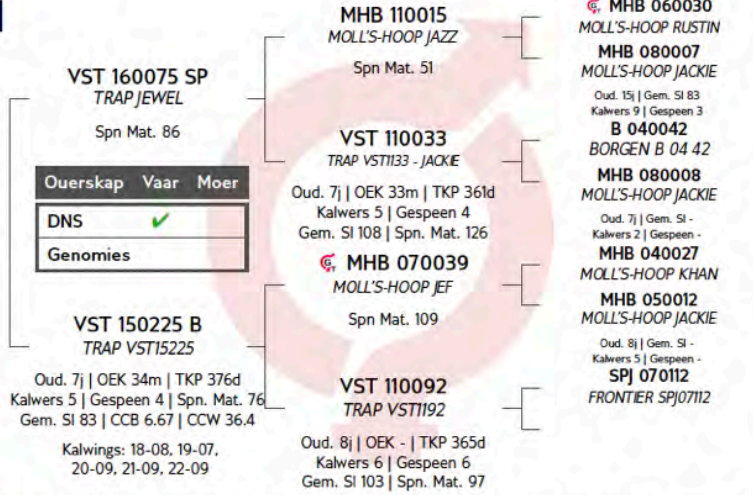 VST 160075 SP
TRAP JEWEL
Spn Mat. 86
Ouerskap Vaar Moer
DNS ✔
Genomies
VST 150225 B
TRAP VST15225
Oud. 7j | OEK 34m | TKP 376d
Kalwers 5 | Gespeen 4 | Spn. Mat. 76
Gem. SI 83 | CCB 6.67 | CCW 36.4
Kalwings: 18-08, 19-07,
20-09, 21-09, 22-09
MHB 110015
MOLL'S-HOOP JAZZ
Spn Mat. 51
VST 110033
TRAP VST1133 - JACKIE
Oud. 7j | OEK 33m | TKP 361d
Kalwers 5 | Gespeen 4
Gem. SI 108 | Spn. Mat. 126
MHB 070039
MOLL'S-HOOP JEF
Spn Mat. 109
VST 110092
TRAP VST1192
Oud. 8j | OEK - | TKP 365d
Kalwers 6 | Gespeen 6
Gem. SI 103 | Spn. Mat. 97
MHB 060030
MOLL'S-HOOP RUSTIN
MHB 080007
MOLL'S-HOOP JACKIE
Oud. 15j | Gem. SI 83
Kalwers 9 | Gespeen 3
B 040042
BORGEN B 04 42
MHB 080008
MOLL'S-HOOP JACKIE
Oud. 7j | Gem. SI -
Kalwers 2 | Gespeen -
MHB 040027
MOLL'S-HOOP KHAN
MHB 050012
MOLL'S-HOOP JACKIE
Oud. 8j | Gem. SI -
Kalwers 5 | Gespeen -
SPJ 070112
FRONTIER SPJ07112